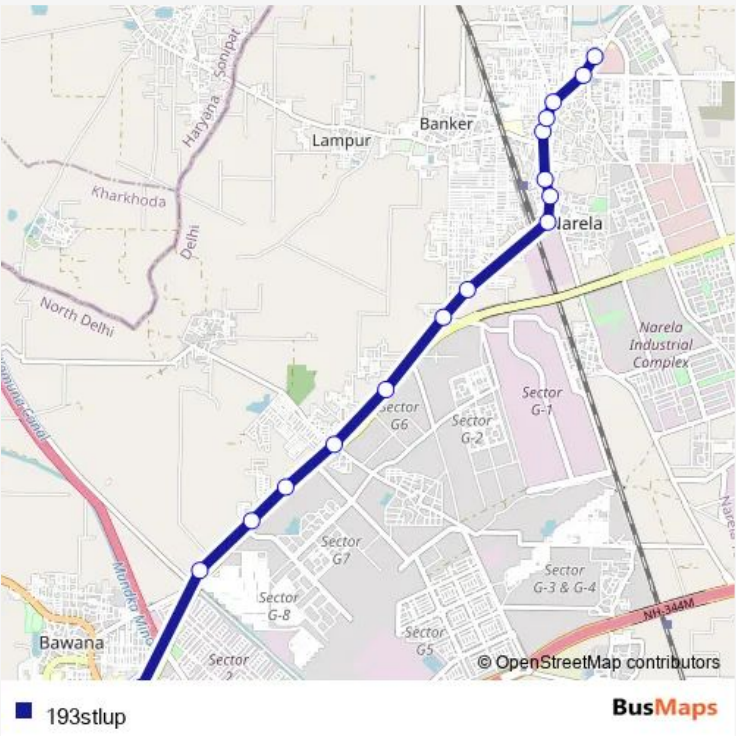 Sonipat
Haryana
Banker
Lampur
Kharkhoda
Delhi
Narela
North Delhi
Narela
Industrial
Complex
Sector
G-1
Sector
G6
Sector
G-2
Sector
G7
Sector
G-3 & G-4
Sector
G-8
NH-344M
Bawana
Sector
G5
Sector
2
© OpenStreetMap contributors
193stlup
BusMaps